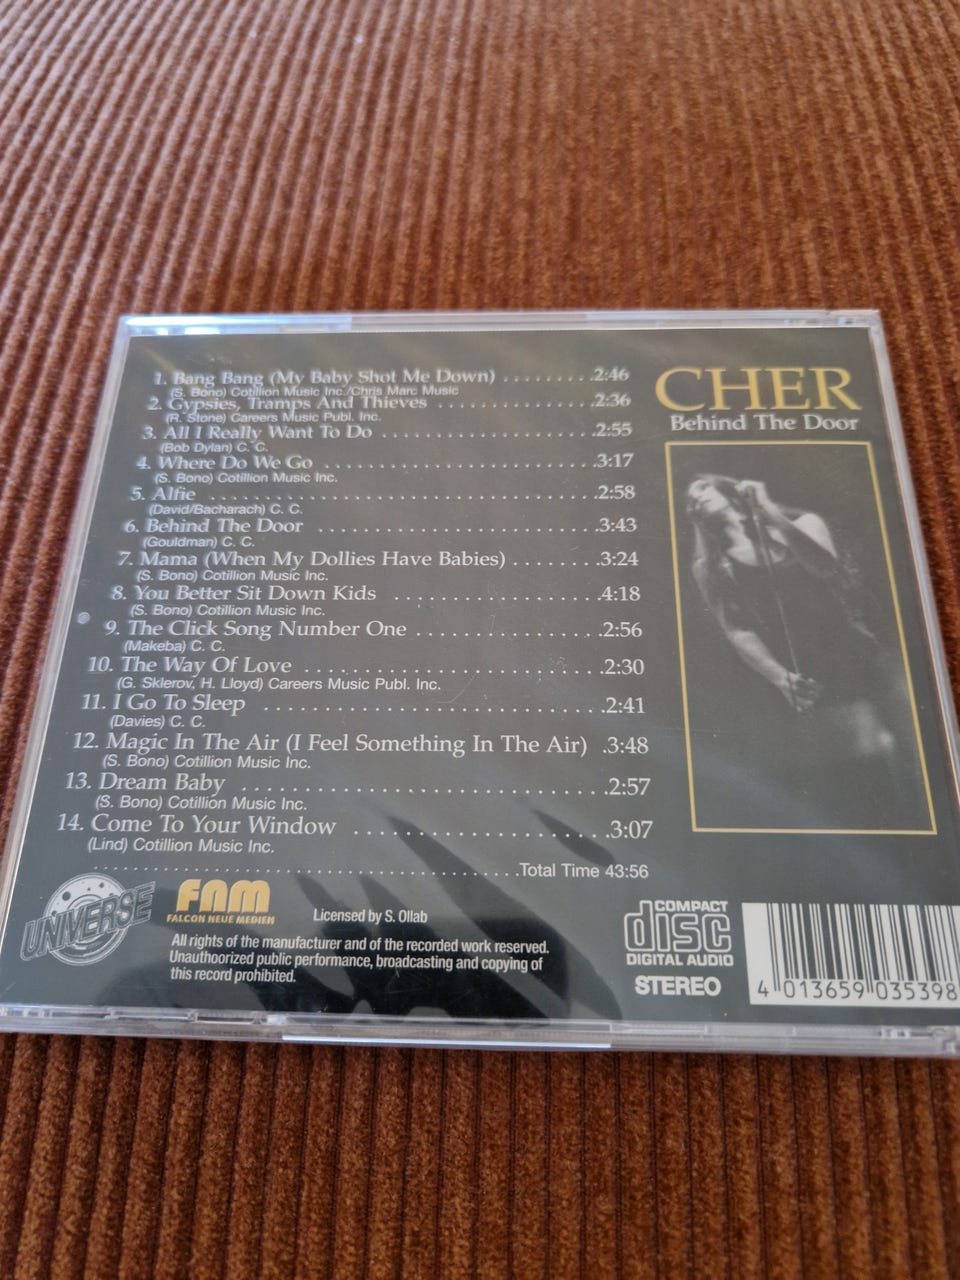 1. Bang Bang (My Baby Shot Me Down) .........2:46
(S. Bono) Cotillion Music Inc./Chris Marc Music
2. Gypsies, Tramps And Thieves ................2:36
(R. Stone) Careers Music Publ. Inc.
3. All I Really Want To Do .....................2:55
(Bob Dylan) C. C.
4. Where Do We Go ...........................3:17
(S. Bono) Cotillion Music Inc.
5. Alfie ......................................2:58
(David/Bacharach) C. C.
6. Behind The Door ...........................3:43
(Gouldman) C. C.
7. Mama (When My Dollies Have Babies) ........3:24
(S. Bono) Cotillion Music Inc.
8. You Better Sit Down Kids ...................4:18
(S. Bono) Cotillion Music Inc.
9. The Click Song Number One .................2:56
(Makeba) C. C.
10. The Way Of Love ..........................2:30
(G. Sklerov, H. Lloyd) Careers Music Publ. Inc.
11. I Go To Sleep ..............................2:41
(Davies) C. C.
12. Magic In The Air (I Feel Something In The Air) .3:48
(S. Bono) Cotillion Music Inc.
13. Dream Baby ...............................2:57
(S. Bono) Cotillion Music Inc.
14. Come To Your Window .....................3:07
(Lind) Cotillion Music Inc.
.............................................Total Time 43:56
CHER
Behind The Door
UNIVERSE
FNM
FALCON NEUE MEDIEN
Licensed by S. Ollab
All rights of the manufacturer and of the recorded work reserved.
Unauthoorized public performance, broadcasting and copying of
this record prohibited.
COMPACT
disc
DIGITAL AUDIO
STEREO
4 013659 035398